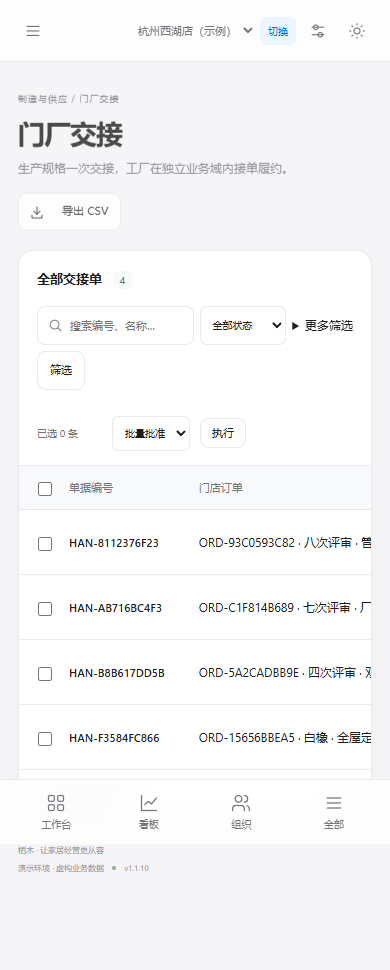 杭州西湖店（示例）
切换
制造与供应 / 门厂交接
门厂交接
生产规格一次交接，工厂在独立业务域内接单履约。
导出 CSV
全部交接单 4
搜索编号、名称...
全部状态
▶ 更多筛选
筛选
已选 0 条
批量批准
执行
单据编号 门店订单
HAN-8112376F23 ORD-93C0593C82 · 八次评审 · 管
HAN-AB716BC4F3 ORD-C1F814B689 · 七次评审 · 厂
HAN-B8B617DD5B ORD-5A2CADBB9E · 四次评审 · 双
HAN-F3584FC866 ORD-15656BBEA5 · 白橡 · 全屋定
工作台 看板 组织 全部
栖木 · 让家居经营更从容
演示环境 · 虚构业务数据 ● v1.1.10